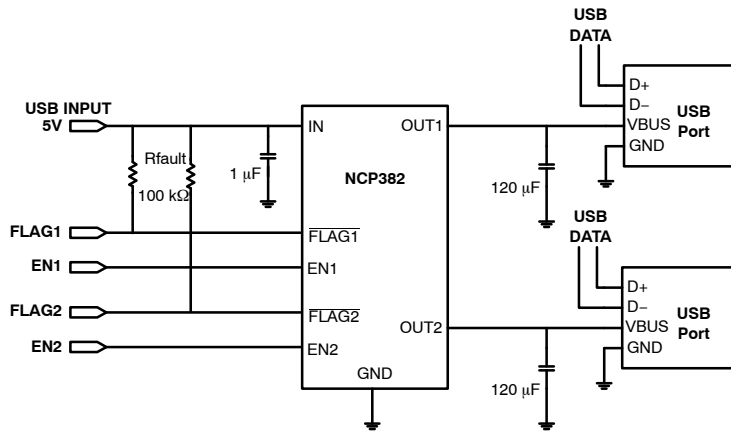 USB
DATA
D+
D−
VBUS
GND
USB
Port
USB INPUT
5V
Rfault
100 kΩ
1 μF
IN
OUT1
NCP382
120 μF
FLAG1
FLAG1
EN1
EN1
FLAG2
FLAG2
EN2
EN2
OUT2
GND
120 μF
USB
DATA
D+
D−
VBUS
GND
USB
Port